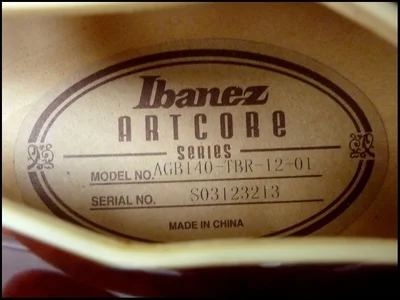 Ibanez
ARTCORE
SERIES
MODEL NO. AGB140-TBR-12-01
SERIAL NO. S03123213
MADE IN CHINA